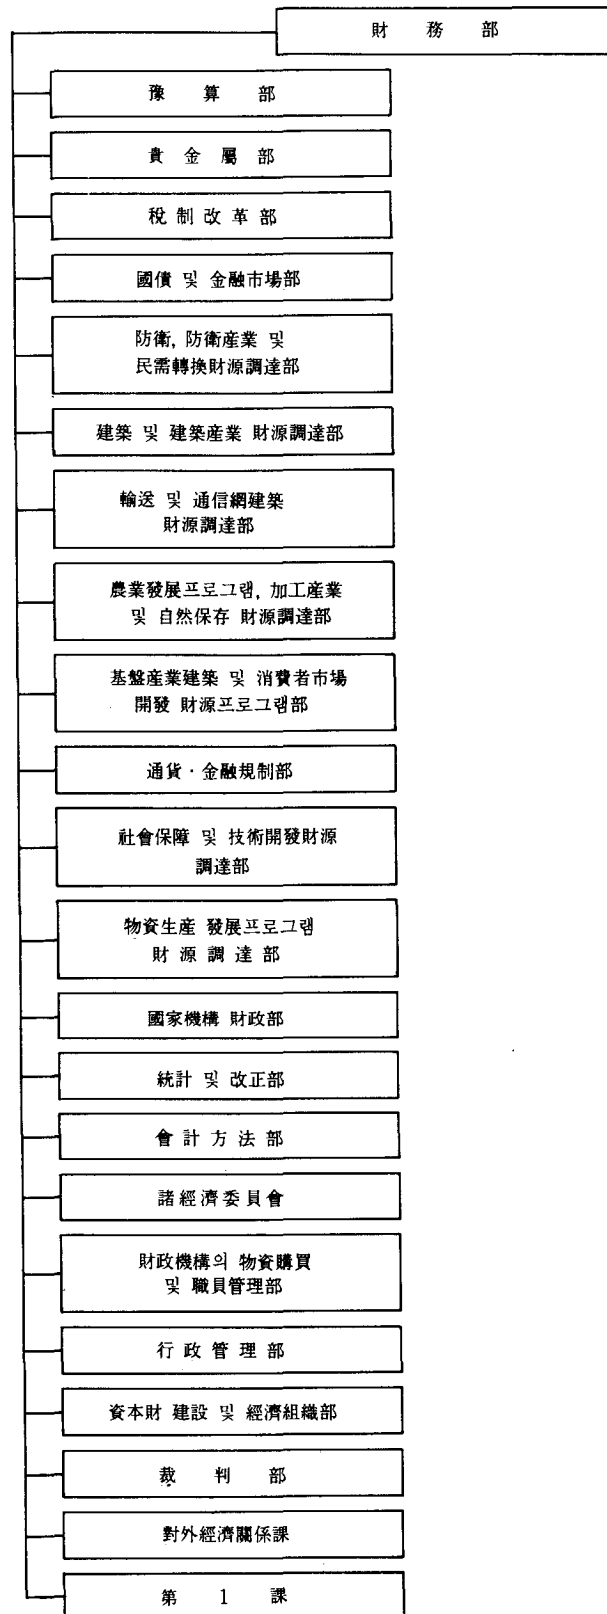 財 務 部
豫 算 部
貴 金 屬 部
稅 制 改 革 部
國債 및 金融市場部
防衛, 防衛産業 및
民需轉換財源調達部
建築 및 建築産業 財源調達部
輸送 및 通信網建築
財源調達部
農業發展프로그램, 加工産業
및 自然保存 財源調達部
基盤産業建築 및 消費者市場
開發 財源프로그램部
通貨·金融規制部
社會保障 및 技術開發財源
調達部
物資生産 發展프로그램
財 源 調 達 部
國家機構 財政部
統計 및 改正部
會 計 方 法 部
諸經濟委員會
財政機構의 物資購買
및 職員管理部
行 政 管 理 部
資本財 建設 및 經濟組織部
裁 判 部
對外經濟關係課
第 1 課